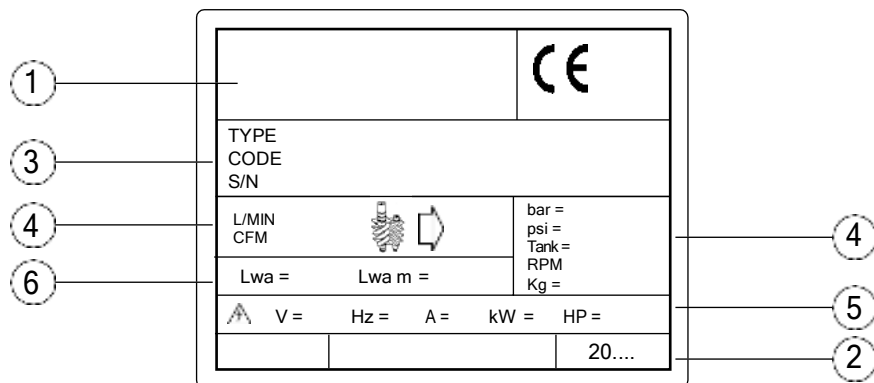 1
CE
TYPE
3
CODE
S/N
4
L/MIN
CFM
bar =
psi =
Tank =
RPM
Kg =
4
6
Lwa =
Lwa m =
5
V =
Hz =
A =
kW =
HP =
20....
2